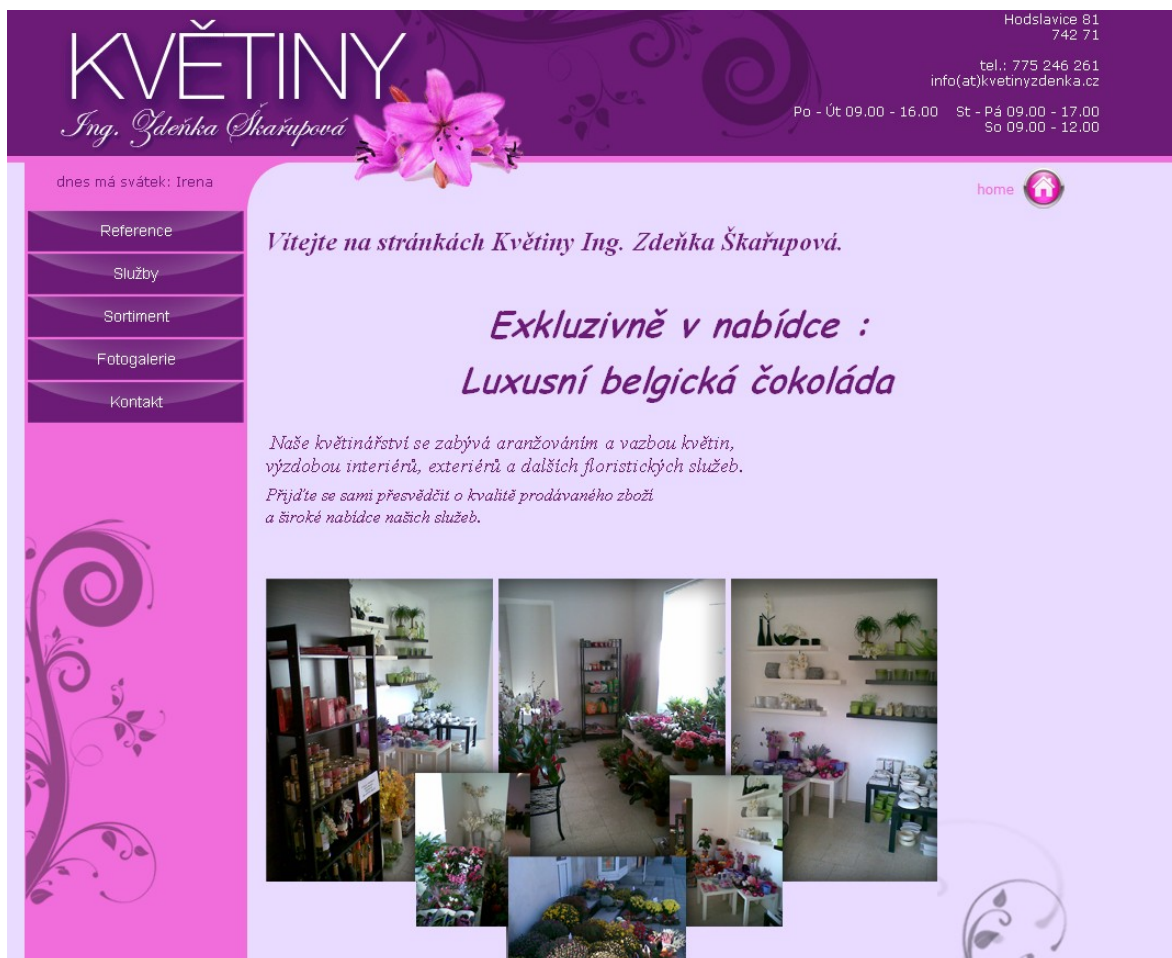 KVĚTINY
Ing. Zdeňka Škařupová
Hodslavice 81
742 71
tel.: 775 246 261
info(at)kvetinyzdenka.cz
Po - Út 09.00 - 16.00 St - Pá 09.00 - 17.00
So 09.00 - 12.00
dnes má svátek: Irena
home
Reference
Služby
Sortiment
Fotogalerie
Kontakt
Vítejte na stránkách Květiny Ing. Zdeňka Škařupová.
Exkluzivně v nabídce :
Luxusní belgická čokoláda
Naše květinářství se zabývá aranžováním a vazbou květin,
výzdobou interiérů, exteriérů a dalších floristických služeb.
Přijďte se sami přesvědčit o kvalitě prodávaného zboží
a široké nabídce našich služeb.